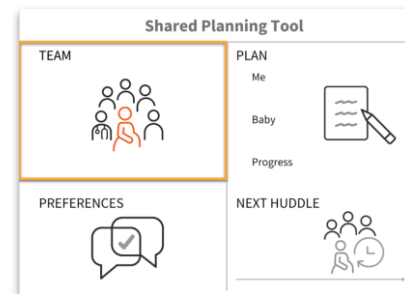 Shared Planning Tool
TEAM
PLAN
Me
Baby
Progress
PREFERENCES
NEXT HUDDLE